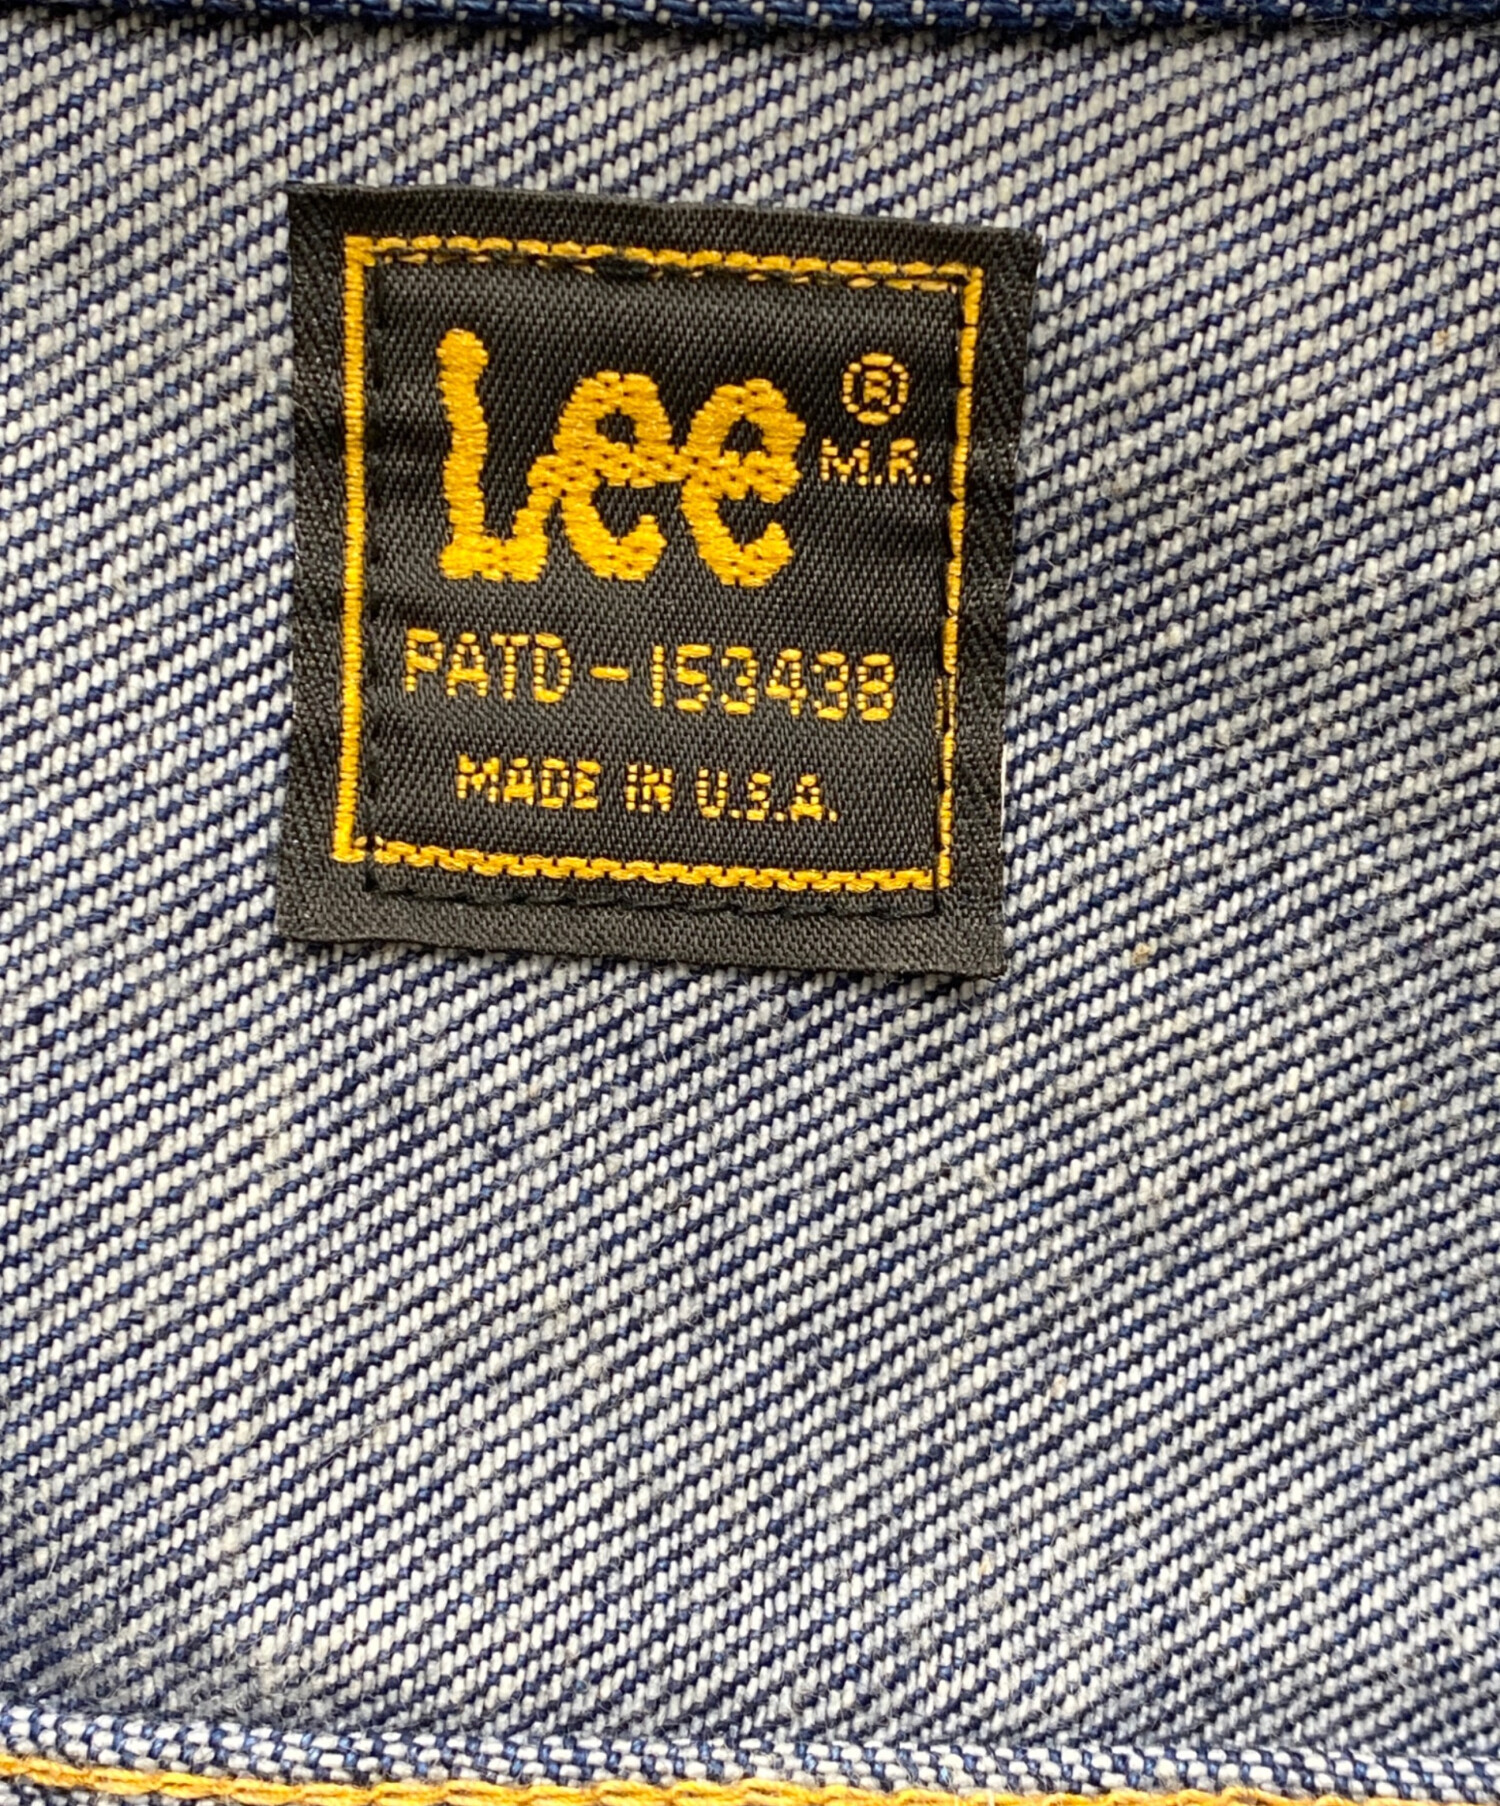 Lee ®
M.R.
PATD-153438
MADE IN U.S.A.